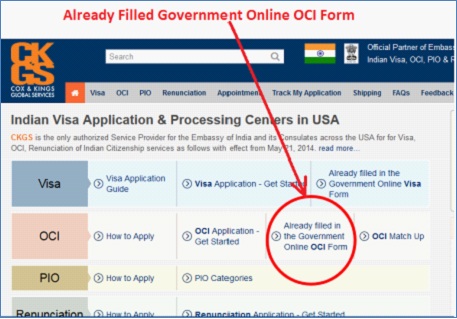 Already Filled Government Online OCI Form
CKGS
COX & KINGS
GLOBAL SERVICES
Search
Official Partner of Embass
Indian Visa, OCI, PIO & R
Visa OCI PIO Renunciation Appointment Track My Application Shipping FAQs Feedback
Indian Visa Application & Processing Centers in USA
CKGS is the only authorized Service Provider for the Embassy of India and its Consulates across the USA for for Visa,
OCI, Renunciation of Indian Citizenship services as follows with effect from May 21, 2014. read more...
Visa
Visa Application
Guide
Visa Application - Get Started
Already filled in the
Government Online Visa
Form
OCI
How to Apply
OCI Application -
Get Started
Already filled in
the Government
Online OCI Form
OCI Match Up
PIO
How to Apply
PIO Categories
Renunciation
How to Apply
Renunciation Application - Get Started